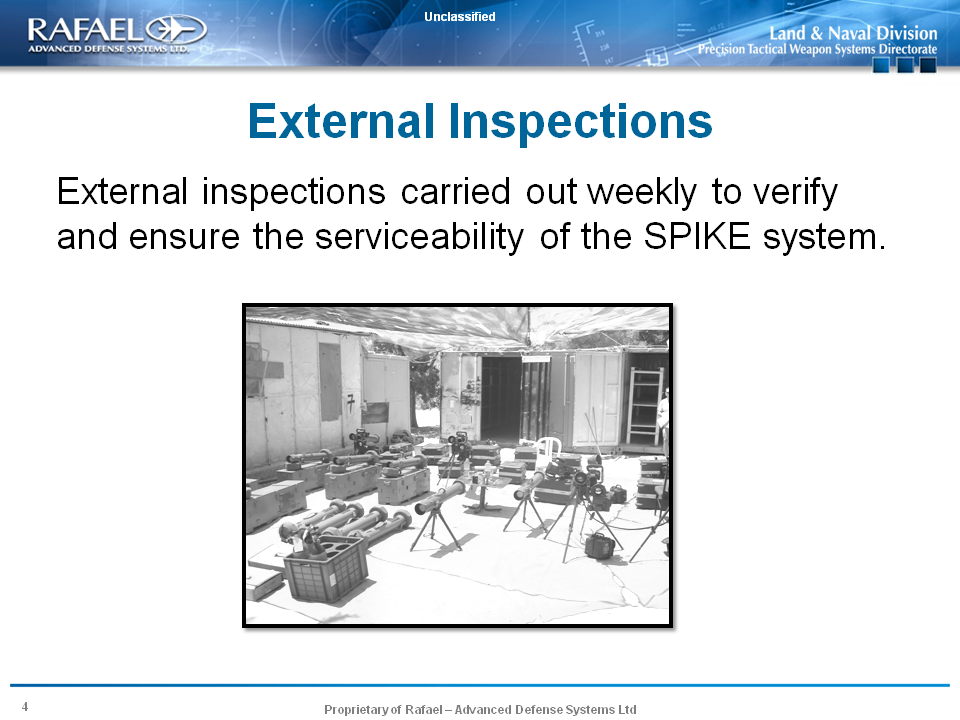 Unclassified
RAFAEL
ADVANCED DEFENSE SYSTEMS LTD.
Land & Naval Division
Precision Tactical Weapon Systems Directorate
External Inspections
External inspections carried out weekly to verify
and ensure the serviceability of the SPIKE system.
7
4
Proprietary of Rafael – Advanced Defense Systems Ltd